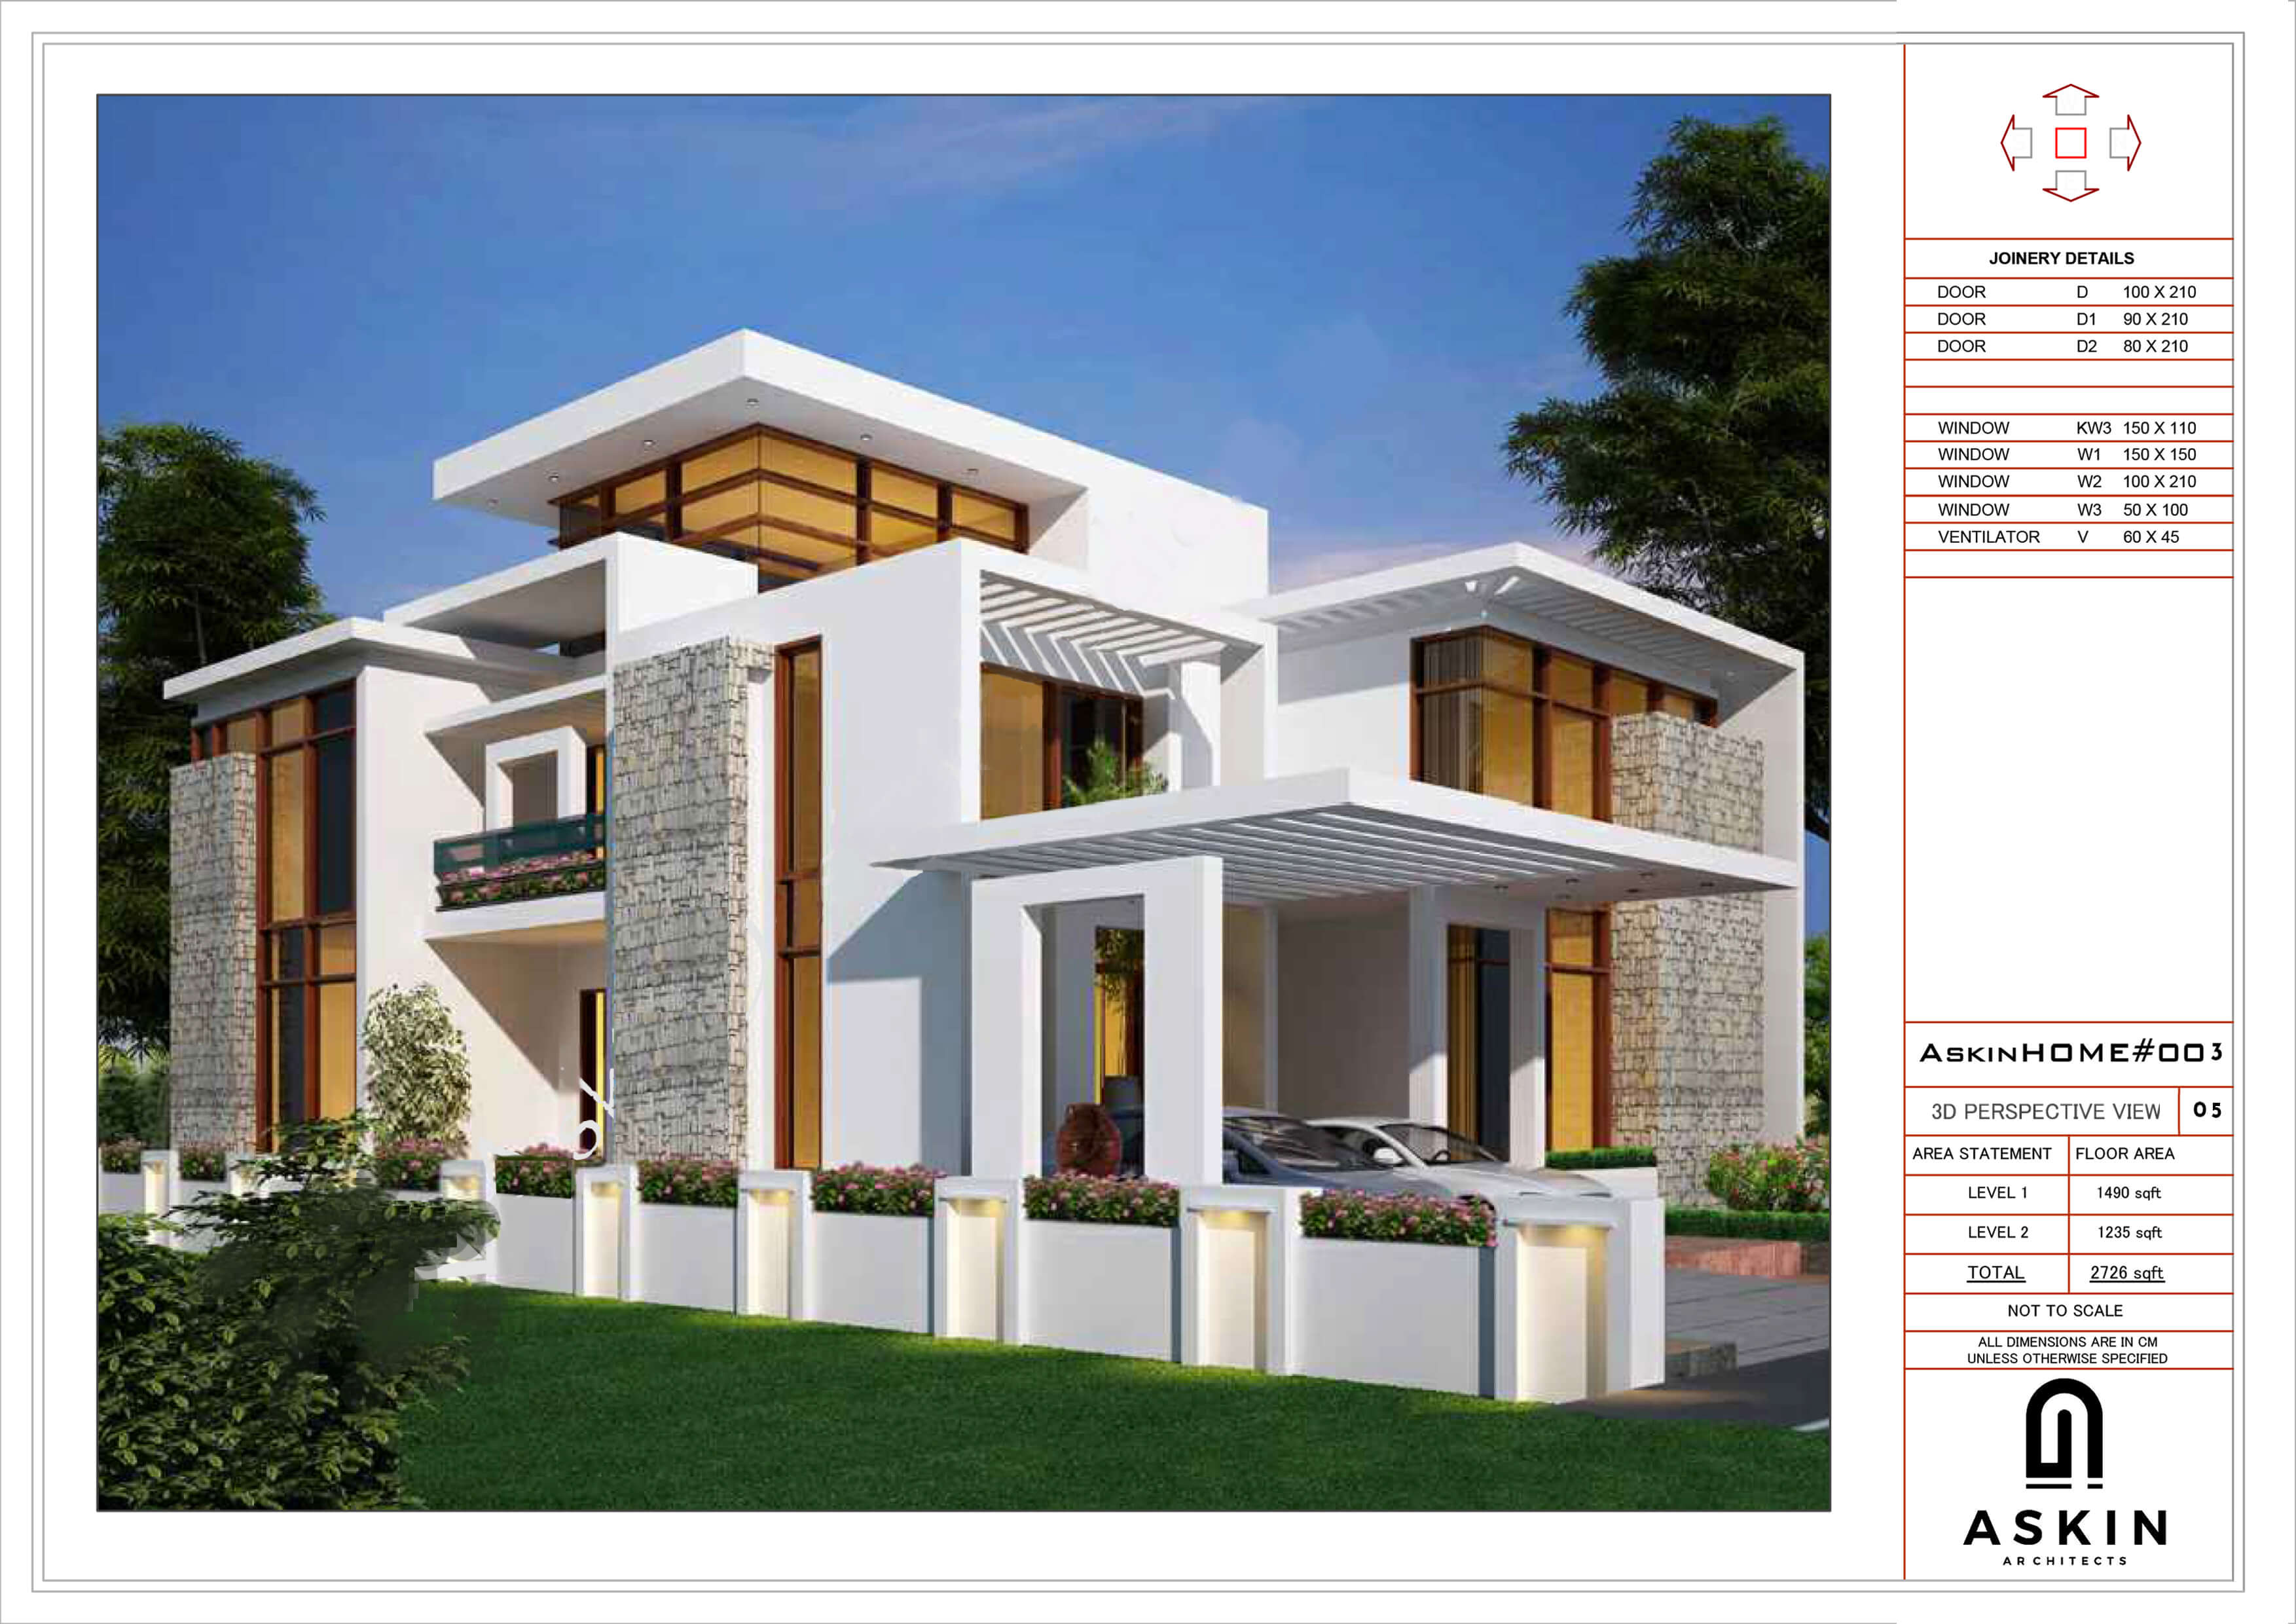 JOINERY DETAILS
DOOR D 100 X 210
DOOR D1 90 X 210
DOOR D2 80 X 210
WINDOW KW3 150 X 110
WINDOW W1 150 X 150
WINDOW W2 100 X 210
WINDOW W3 50 X 100
VENTILATOR V 60 X 45
ASKINHOME#003
3D PERSPECTIVE VIEW 05
AREA STATEMENT FLOOR AREA
LEVEL 1 1490 sqft
LEVEL 2 1235 sqft
TOTAL 2726 sqft
NOT TO SCALE
ALL DIMENSIONS ARE IN CM
UNLESS OTHERWISE SPECIFIED
ASKIN
ARCHITECTS